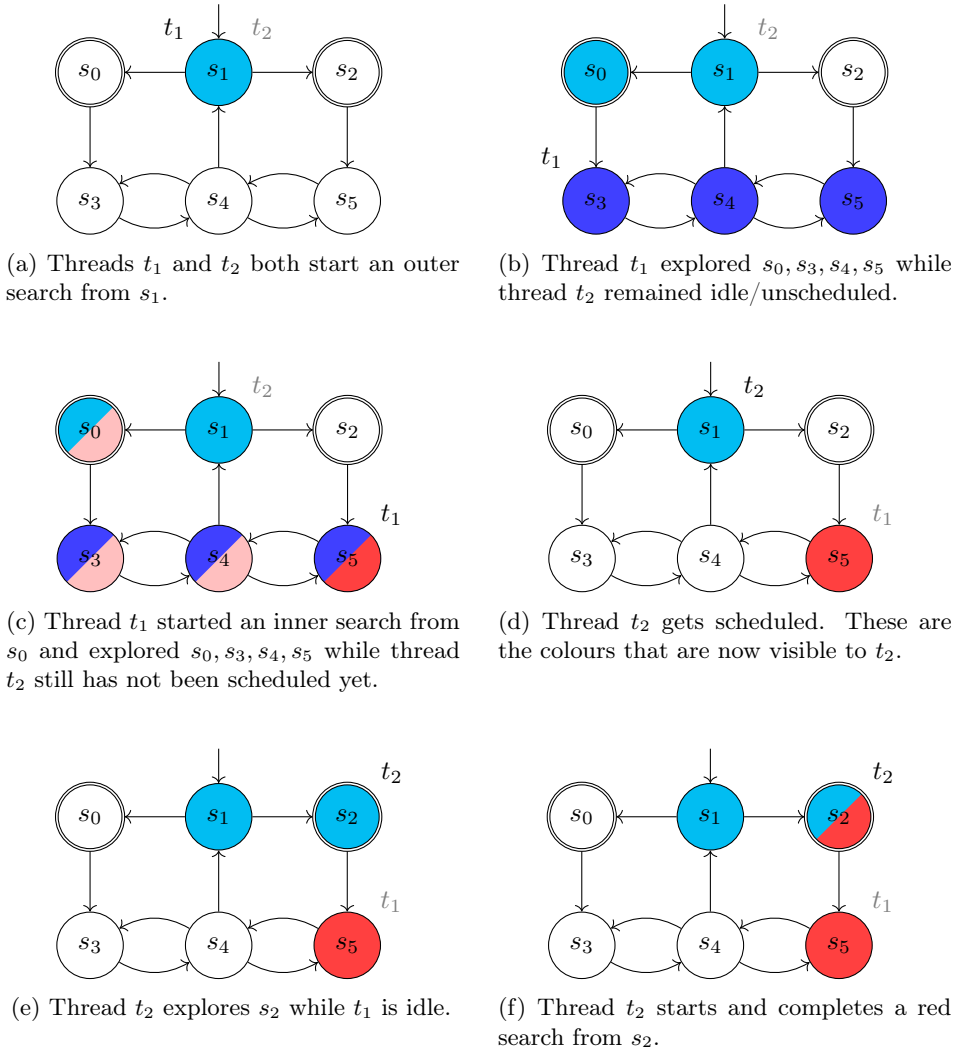 t₁ t₂
s₀ s₁ s₂
s₃ s₄ s₅
(a) Threads t₁ and t₂ both start an outer
search from s₁.
t₂
s₀ s₁ s₂
t₁
s₃ s₄ s₅
(b) Thread t₁ explored s₀, s₃, s₄, s₅ while
thread t₂ remained idle/unscheduled.
t₂
s₀ s₁ s₂
t₁
s₃ s₄ s₅
(c) Thread t₁ started an inner search from
s₀ and explored s₀, s₃, s₄, s₅ while thread
t₂ still has not been scheduled yet.
t₂
s₀ s₁ s₂
t₁
s₃ s₄ s₅
(d) Thread t₂ gets scheduled. These are
the colours that are now visible to t₂.
t₂
s₀ s₁ s₂
t₁
s₃ s₄ s₅
(e) Thread t₂ explores s₂ while t₁ is idle.
t₂
s₀ s₁ s₂
t₁
s₃ s₄ s₅
(f) Thread t₂ starts and completes a red
search from s₂.